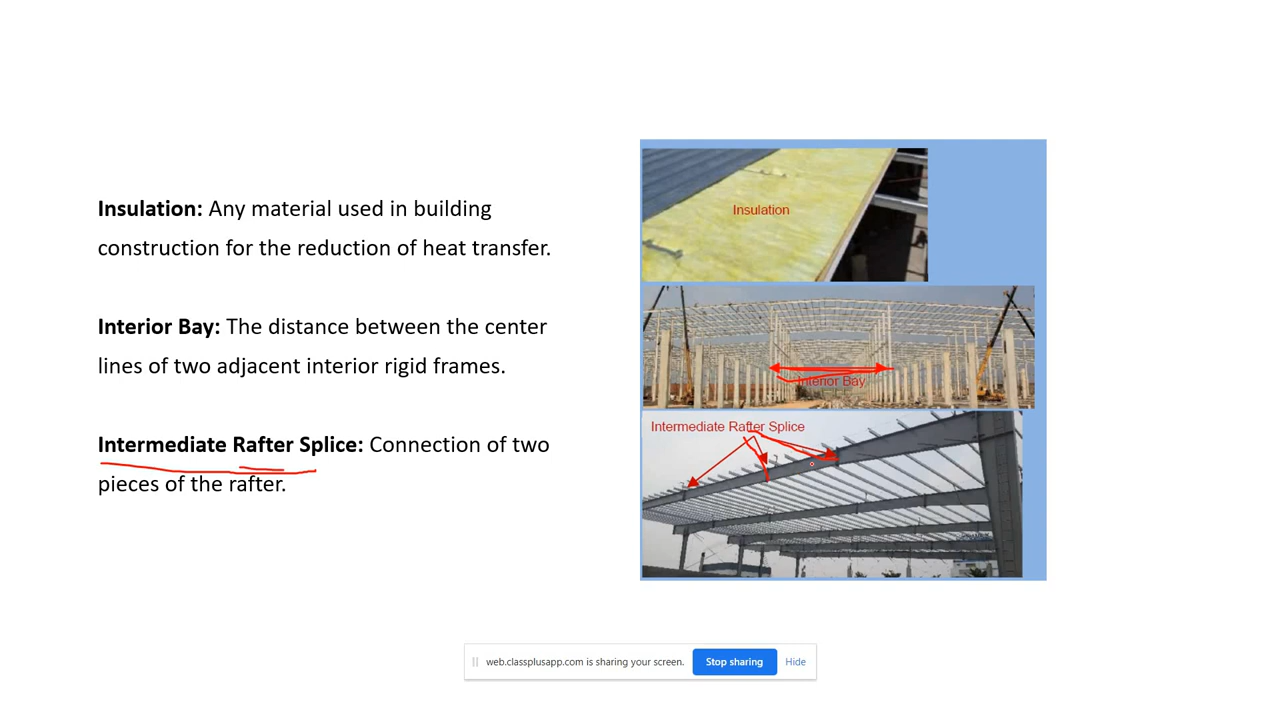 Insulation: Any material used in building
construction for the reduction of heat transfer.
Interior Bay: The distance between the center
lines of two adjacent interior rigid frames.
Intermediate Rafter Splice: Connection of two
pieces of the rafter.
Insulation
Interior Bay
Intermediate Rafter Splice
web.classplusapp.com is sharing your screen.
Stop sharing
Hide